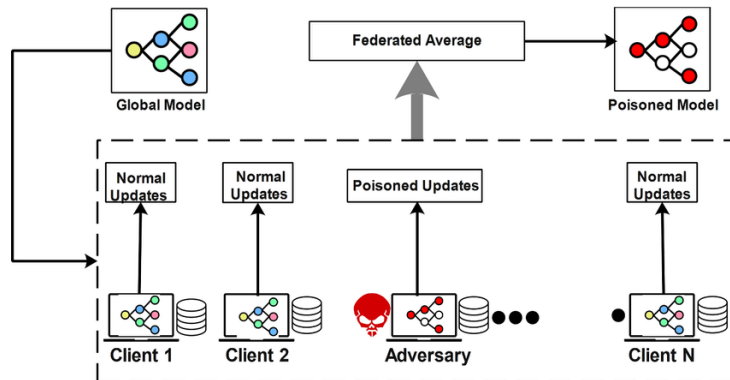 Federated Average
Global Model
Poisoned Model
Normal
Updates
Normal
Updates
Poisoned Updates
Normal
Updates
Client 1
Client 2
Adversary
Client N